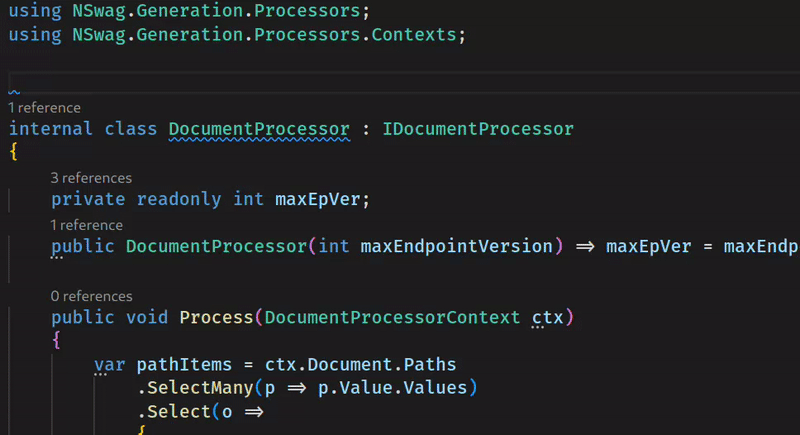 using NSwag.Generation.Processors;
using NSwag.Generation.Processors.Contexts;
1 reference
internal class DocumentProcessor : IDocumentProcessor
{
3 references
private readonly int maxEpVer;
1 reference
public DocumentProcessor(int maxEndpointVersion) => maxEpVer = maxEndp
0 references
public void Process(DocumentProcessorContext ctx)
{
var pathItems = ctx.Document.Paths
.SelectMany(p => p.Value.Values)
.Select(o =>
{